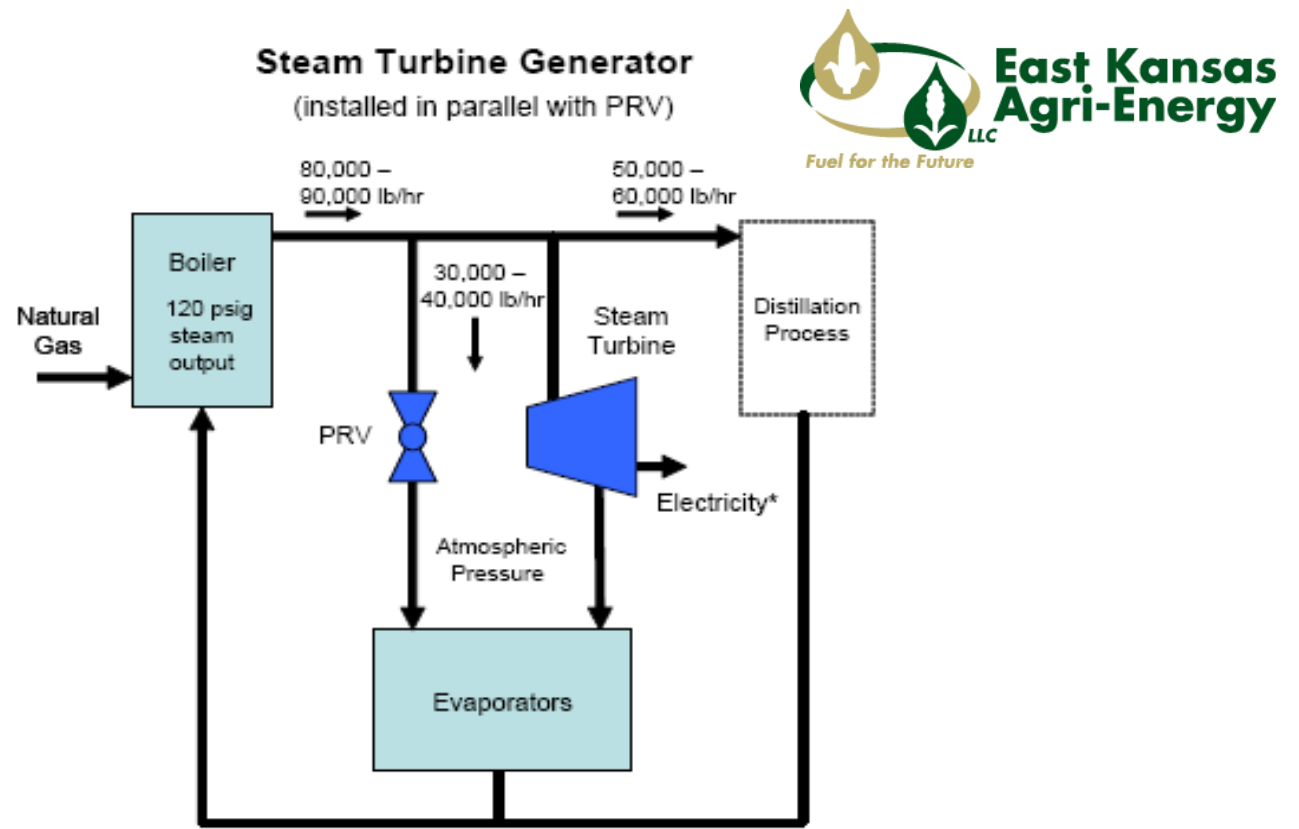 Steam Turbine Generator
(installed in parallel with PRV)
East Kansas
Agri-Energy
LLC
Fuel for the Future
80,000 –
90,000 lb/hr
50,000 –
60,000 lb/hr
Boiler
120 psig
steam
output
30,000 –
40,000 lb/hr
Natural
Gas
Steam
Turbine
Distillation
Process
PRV
Electricity*
Atmospheric
Pressure
Evaporators